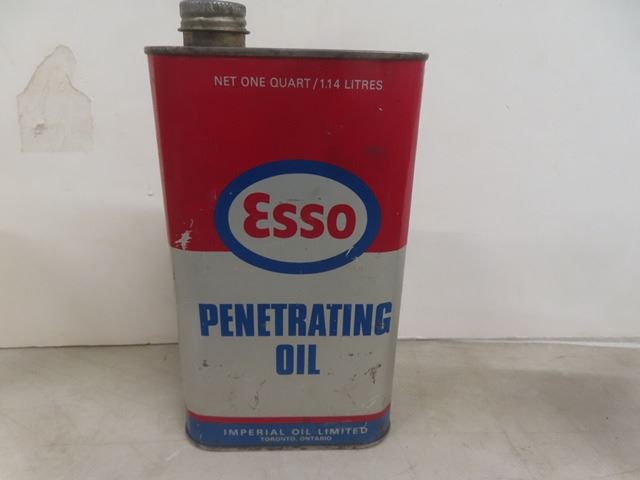 NET ONE QUART/1.14 LITRES
Esso
PENETRATING
OIL
IMPERIAL OIL LIMITED
TORONTO, ONTARIO